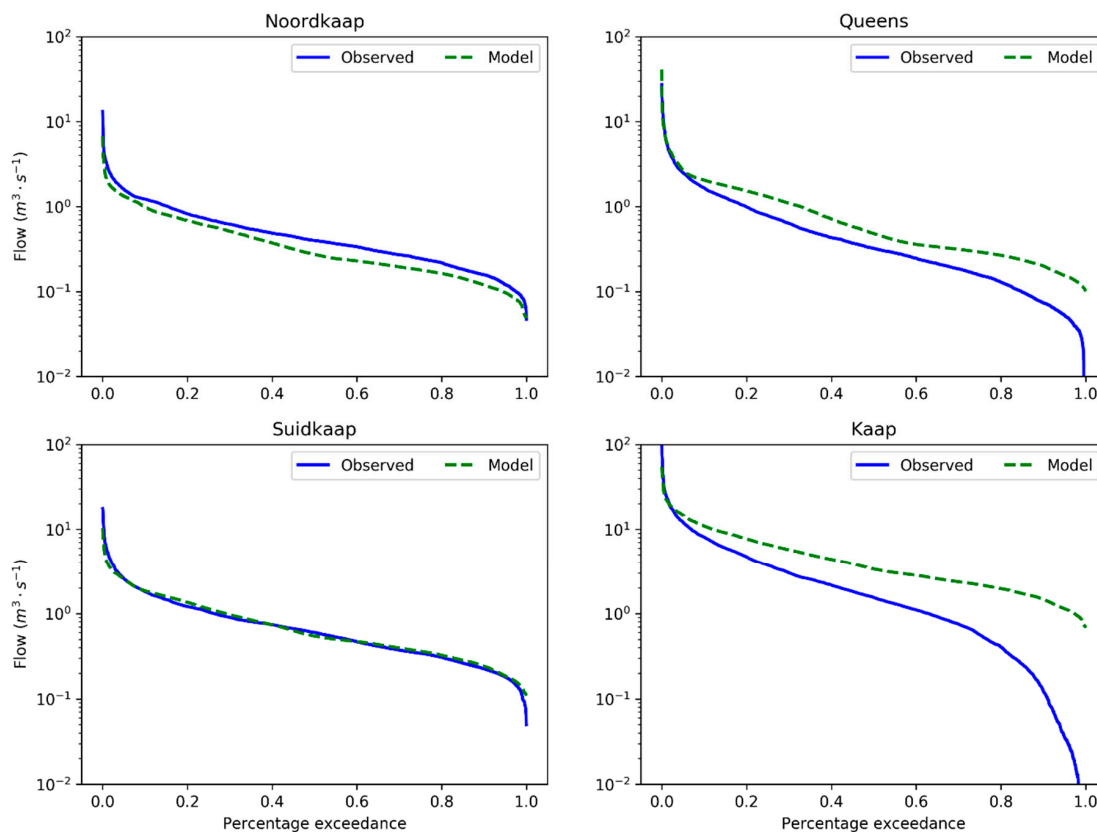 Noordkaap
Observed Model
Flow (m³ · s⁻¹)
10²
10¹
10⁰
10⁻¹
10⁻²
0.0 0.2 0.4 0.6 0.8 1.0
Queens
Observed Model
10²
10¹
10⁰
10⁻¹
10⁻²
0.0 0.2 0.4 0.6 0.8 1.0
Suidkaap
Observed Model
Flow (m³ · s⁻¹)
10²
10¹
10⁰
10⁻¹
10⁻²
0.0 0.2 0.4 0.6 0.8 1.0
Percentage exceedance
Kaap
Observed Model
10²
10¹
10⁰
10⁻¹
10⁻²
0.0 0.2 0.4 0.6 0.8 1.0
Percentage exceedance